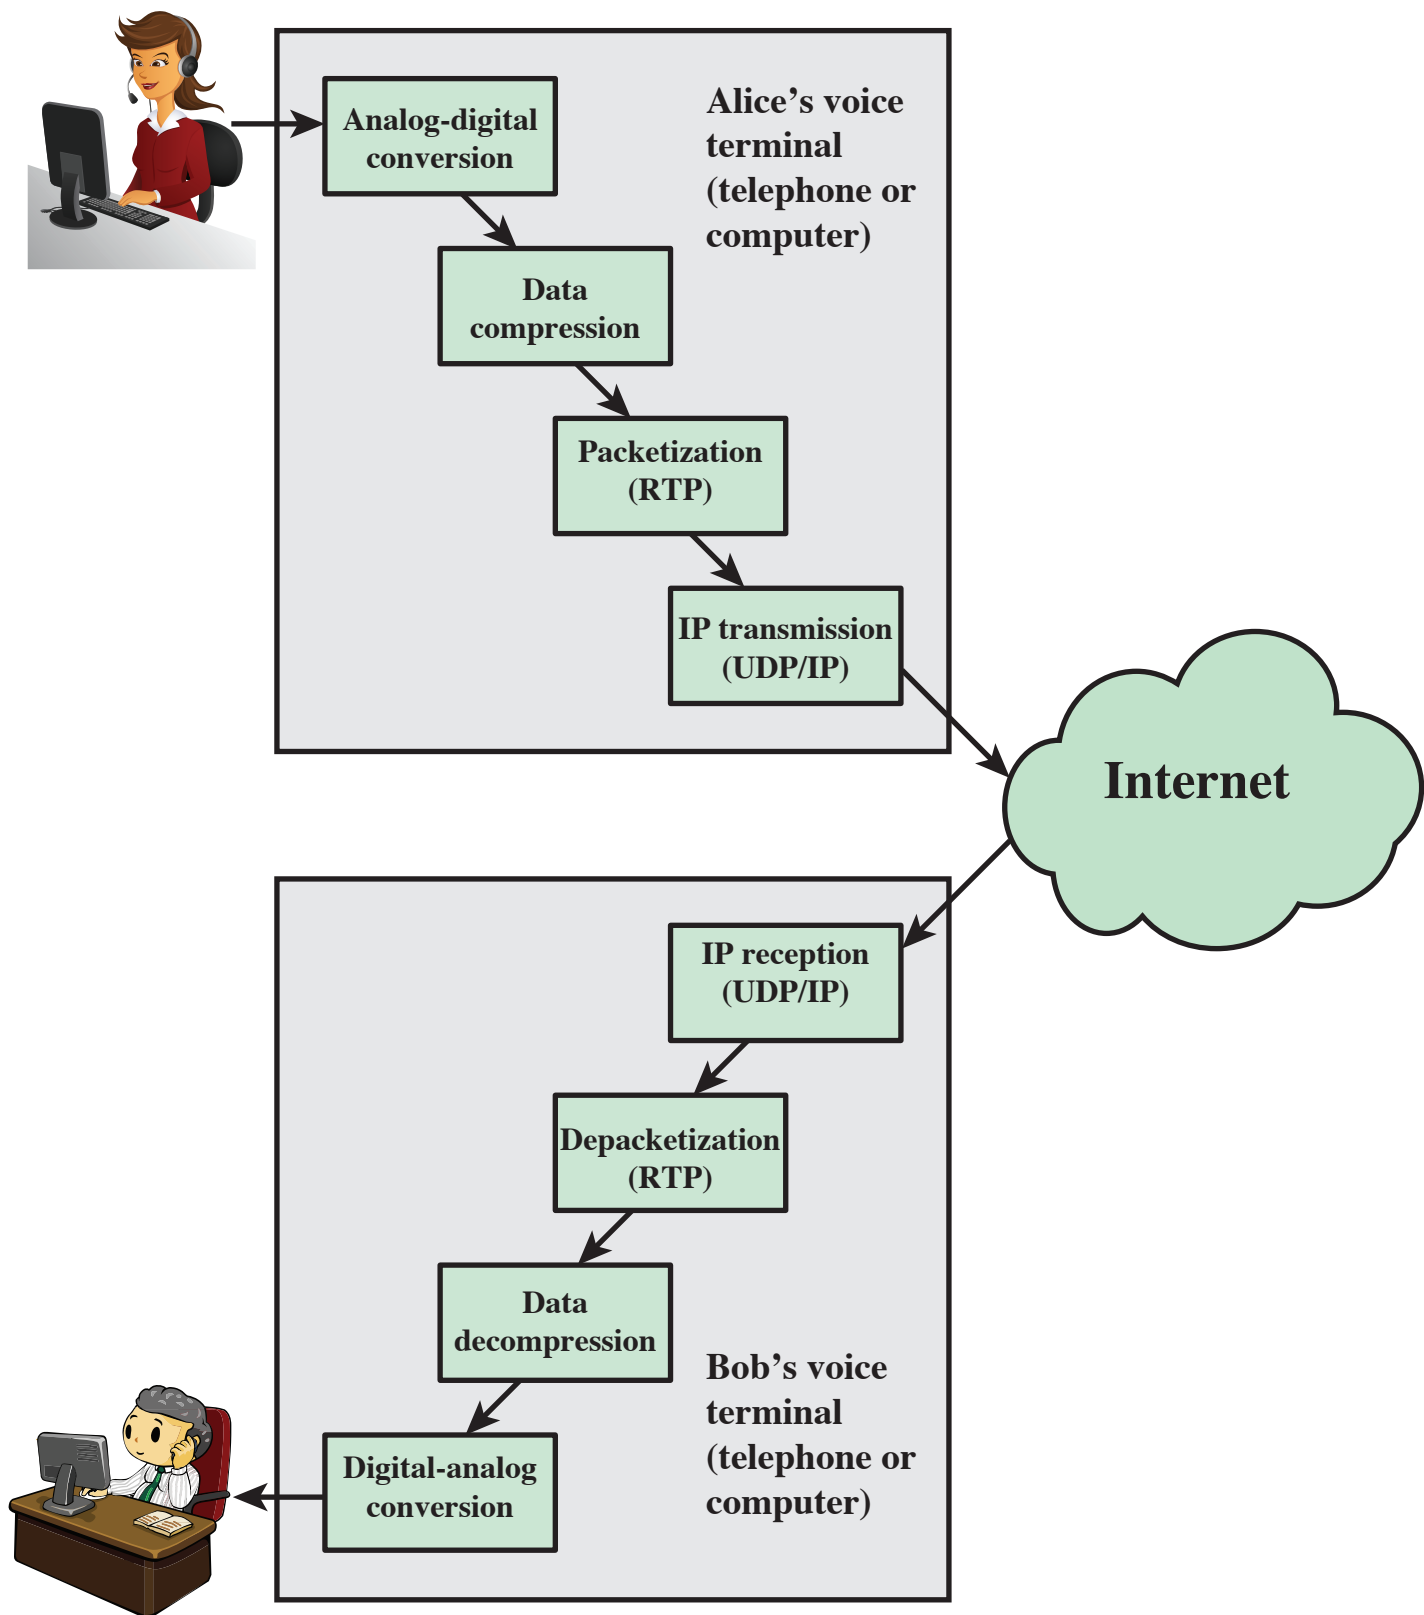 Alice’s voice
terminal
(telephone or
computer)
Analog-digital
conversion
Data
compression
Packetization
(RTP)
IP transmission
(UDP/IP)
Internet
IP reception
(UDP/IP)
Depacketization
(RTP)
Data
decompression
Digital-analog
conversion
Bob’s voice
terminal
(telephone or
computer)